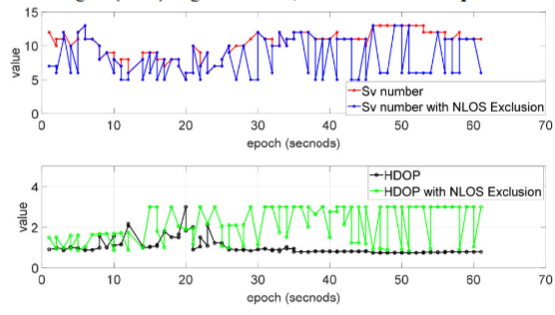 15
10
5
0
value
0 10 20 30 40 50 60 70
epoch (secnods)
Sv number
Sv number with NLOS Exclusion
4
2
0
value
0 10 20 30 40 50 60 70
epoch (secnods)
HDOP
HDOP with NLOS Exclusion